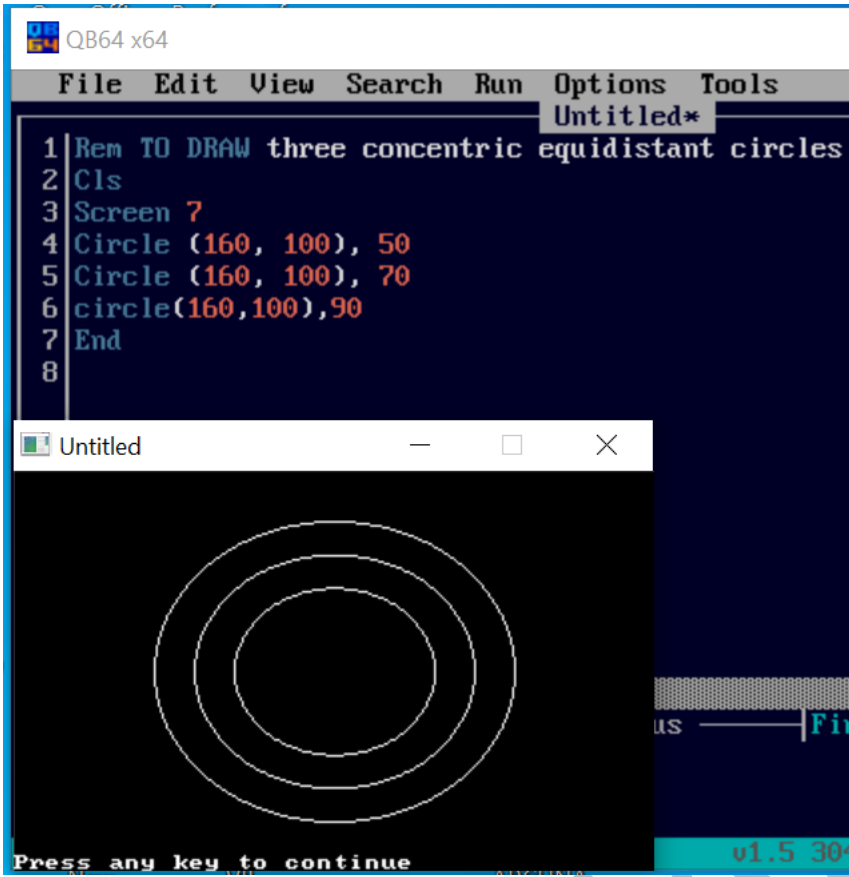 QB64 x64
File Edit View Search Run Options Tools
Untitled*
1 Rem TO DRAW three concentric equidistant circles
2 Cls
3 Screen 7
4 Circle (160, 100), 50
5 Circle (160, 100), 70
6 circle(160,100),90
7 End
8
Untitled
Press any key to continue
v1.5